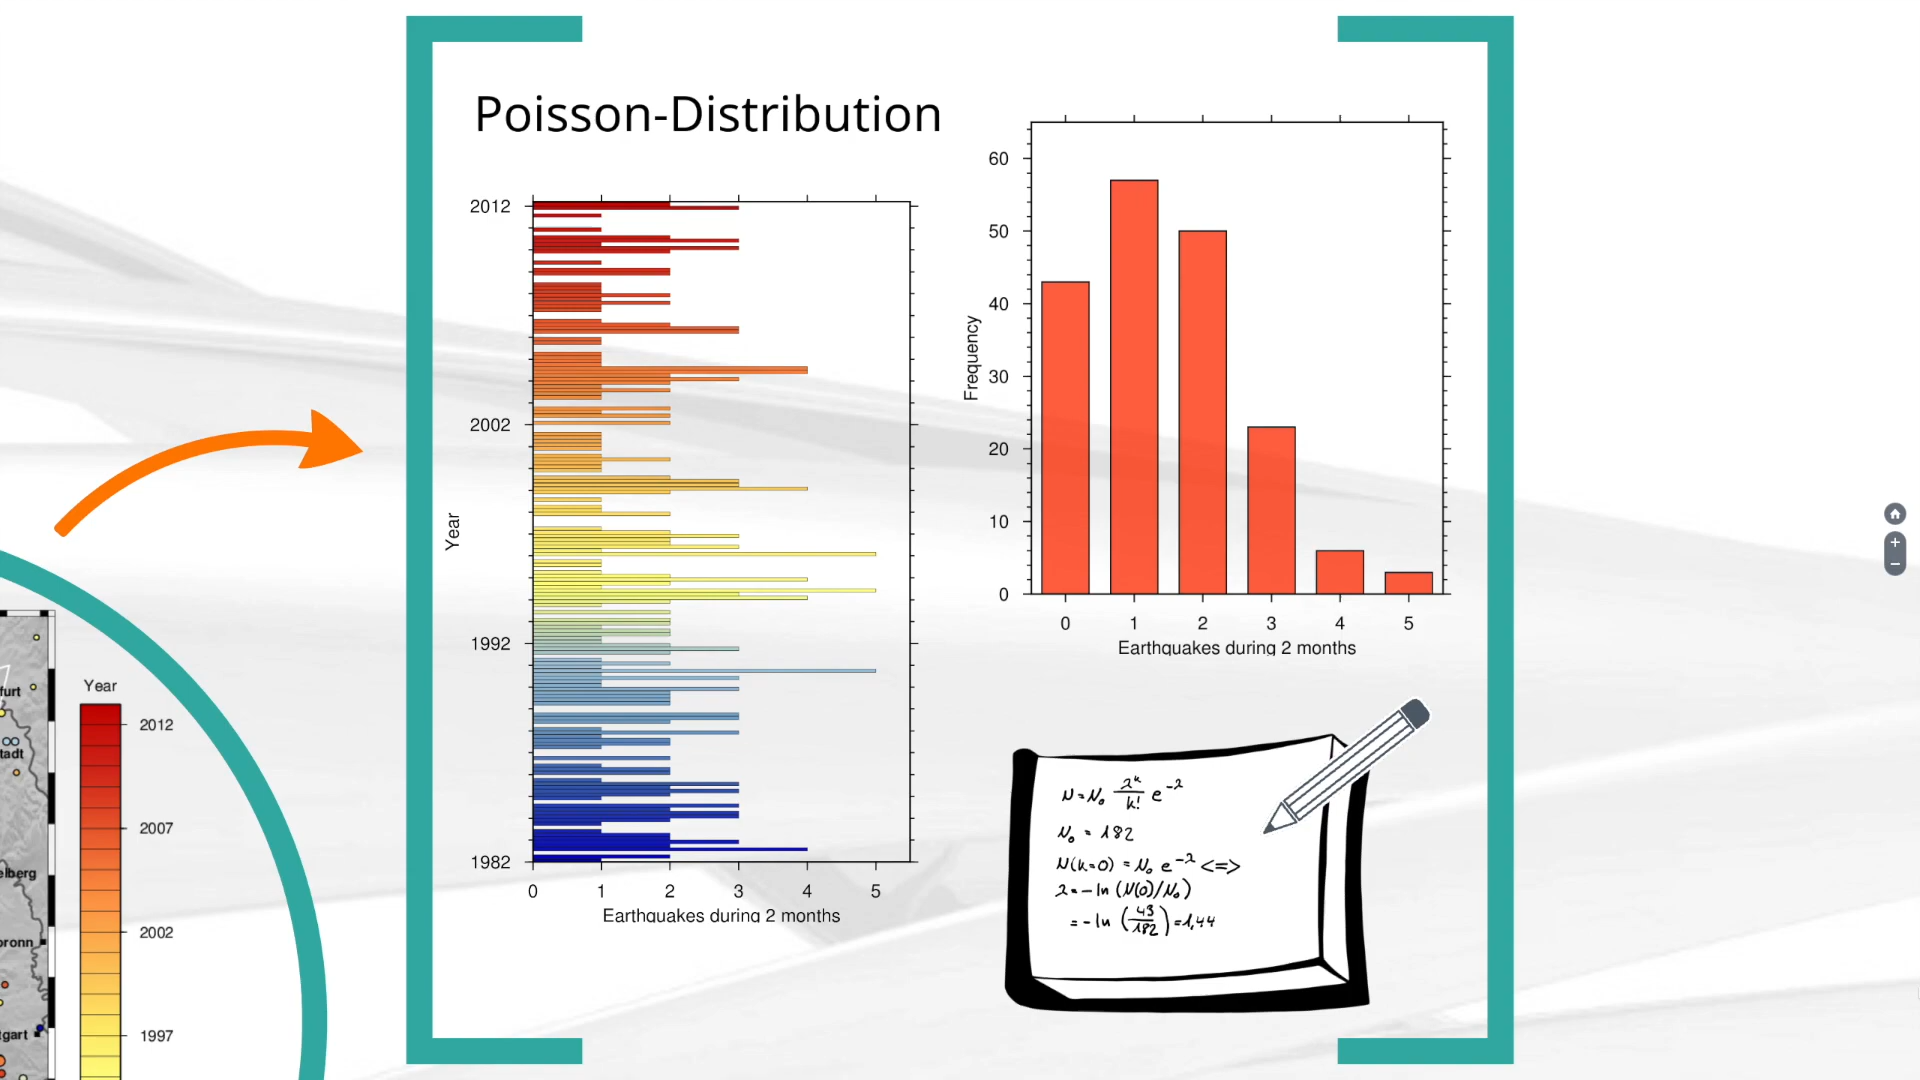 Poisson-Distribution
2012
2002
1992
1982
Year
0 1 2 3 4 5
Earthquakes during 2 months
60
50
40
30
20
10
0
Frequency
0 1 2 3 4 5
Earthquakes during 2 months
N=N₀ λᵏ/k! e⁻λ
N₀ = 182
N(k=0) = N₀ e⁻λ <=>
λ=-ln(N(0)/N₀)
=-ln(43/182)=1,44
Year
2012
2007
2002
1997
furt
tadt
elberg
bronn
tgart
+
−